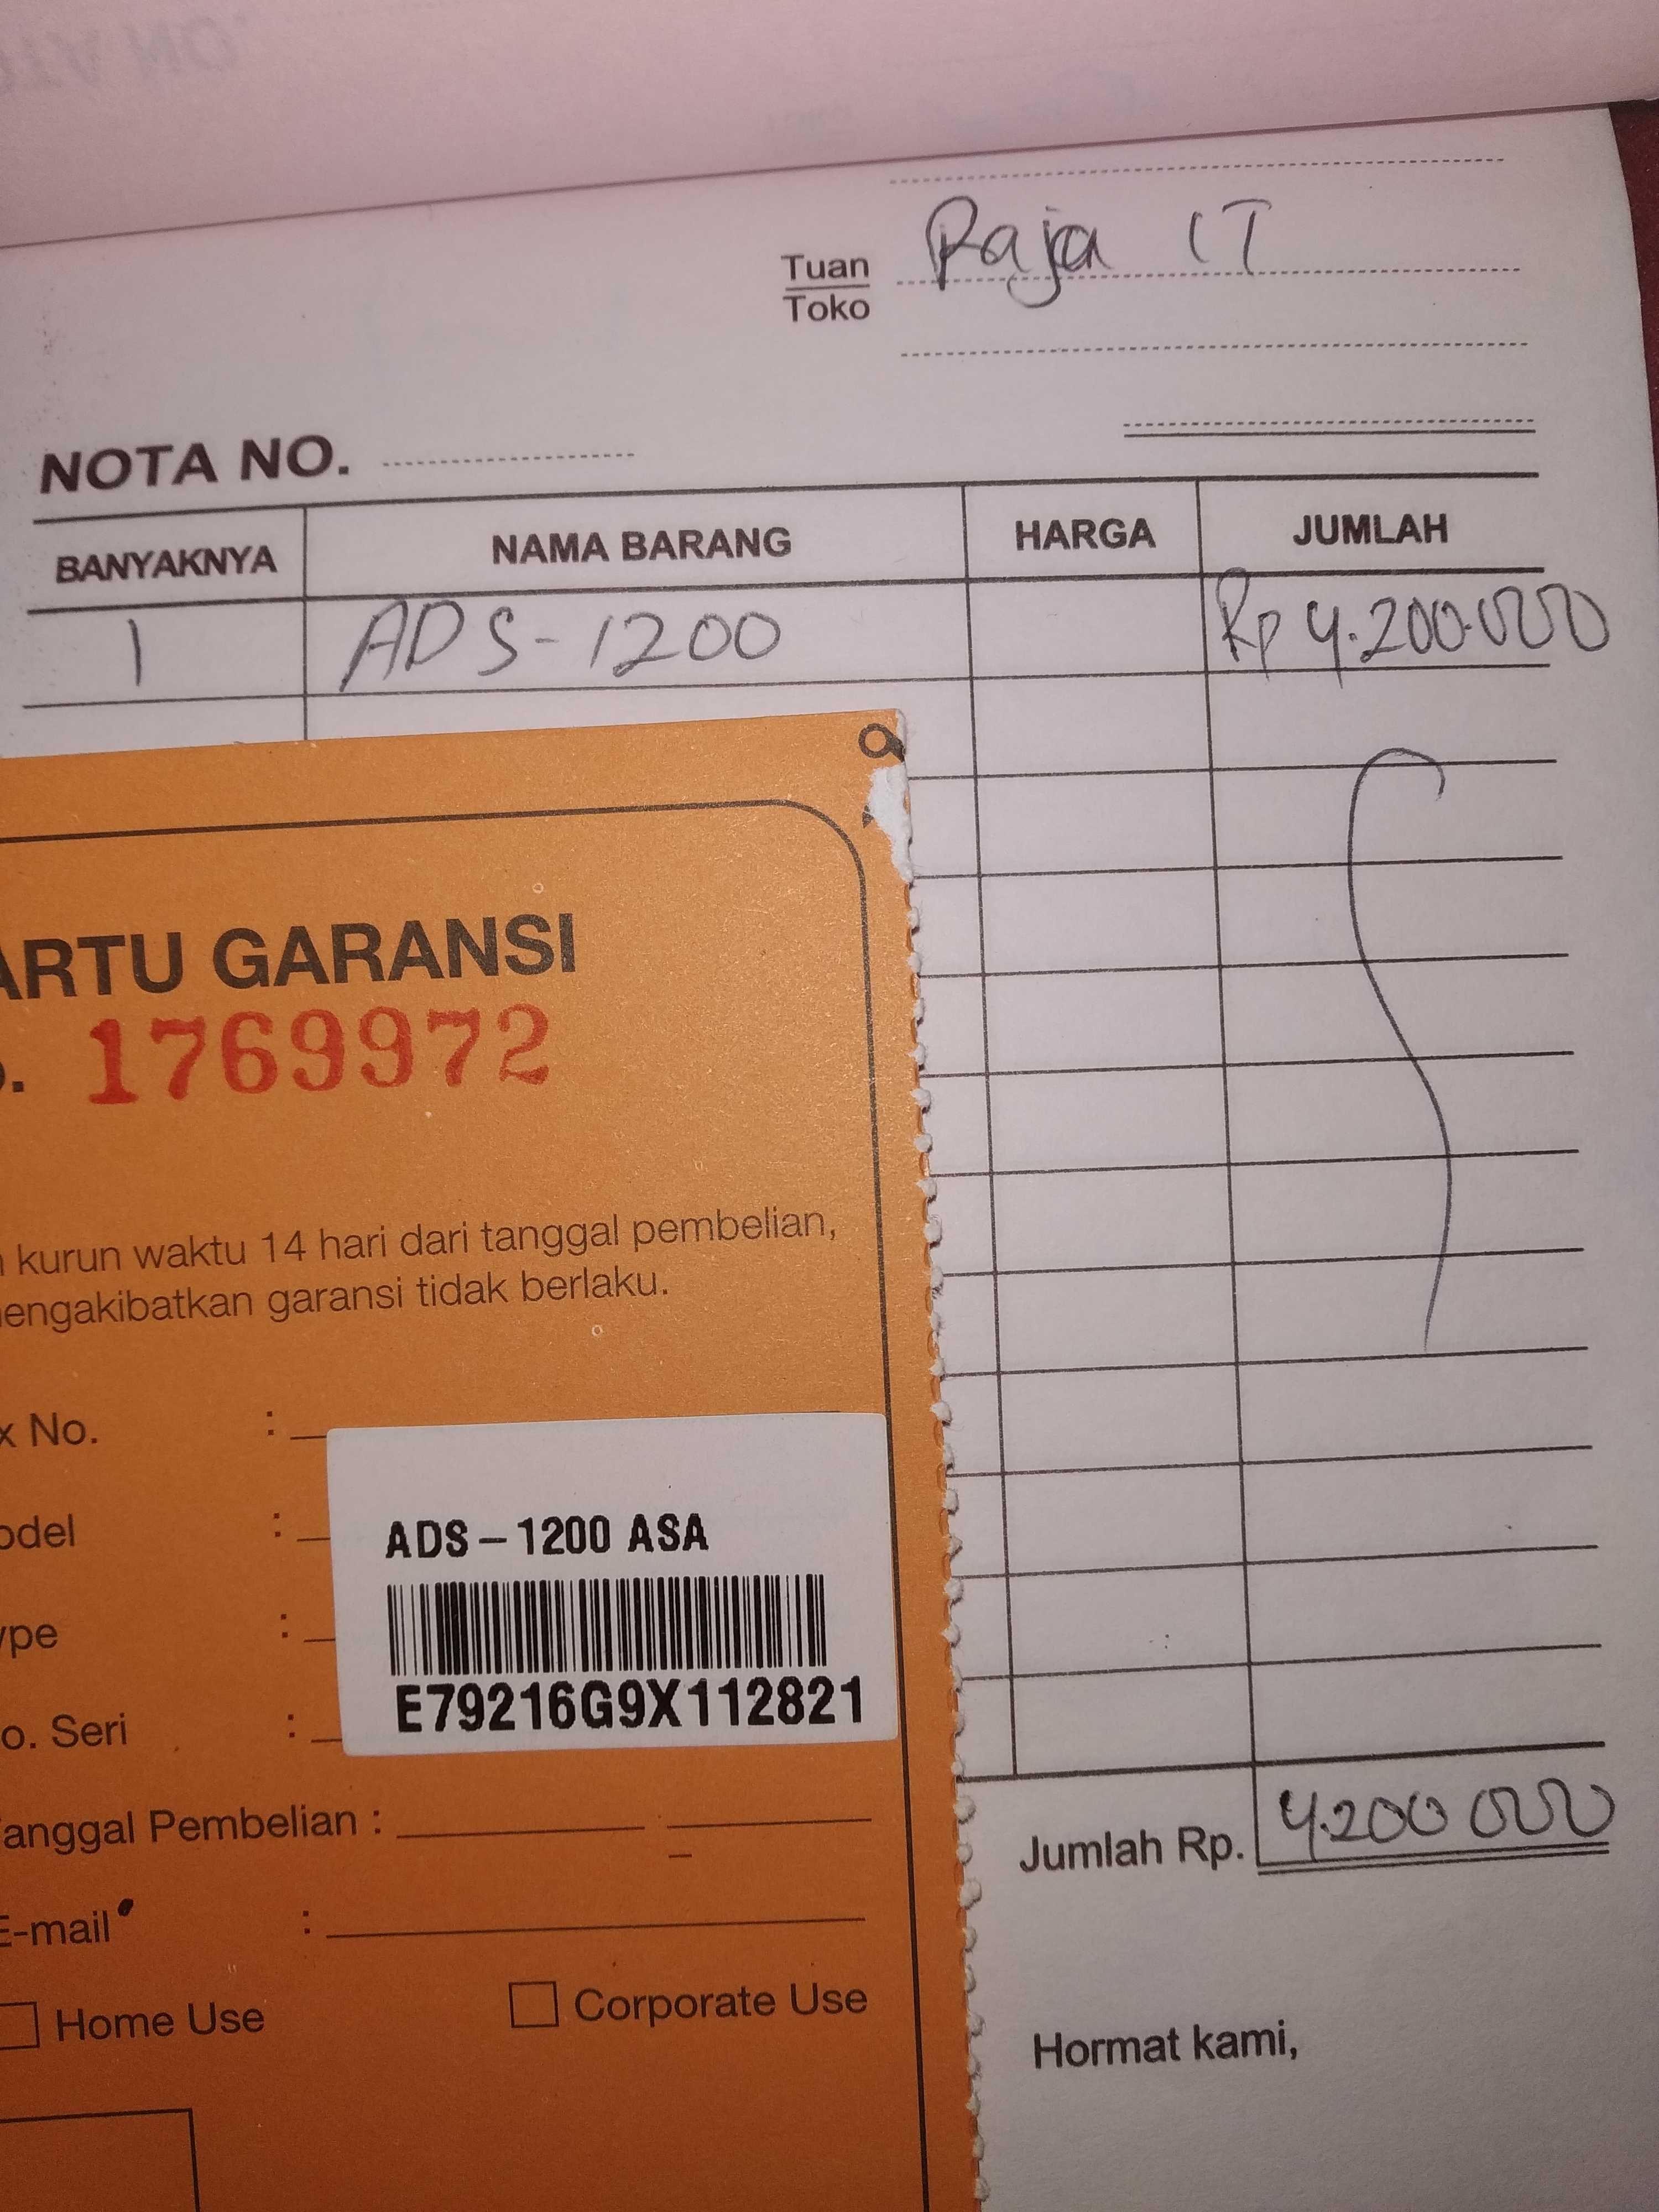 Tuan
Toko
Raja IT
NOTA NO.
BANYAKNYA NAMA BARANG HARGA JUMLAH
1 ADS-1200 Rp 4.200.000
ARTU GARANSI
. 1769972
kurun waktu 14 hari dari tanggal pembelian,
engakibatkan garansi tidak berlaku.
x No. :
odel :
ype :
o. Seri :
ADS-1200 ASA
E79216G9X112821
anggal Pembelian :
E-mail :
Home Use Corporate Use
Jumlah Rp. 4.200 000
Hormat kami,